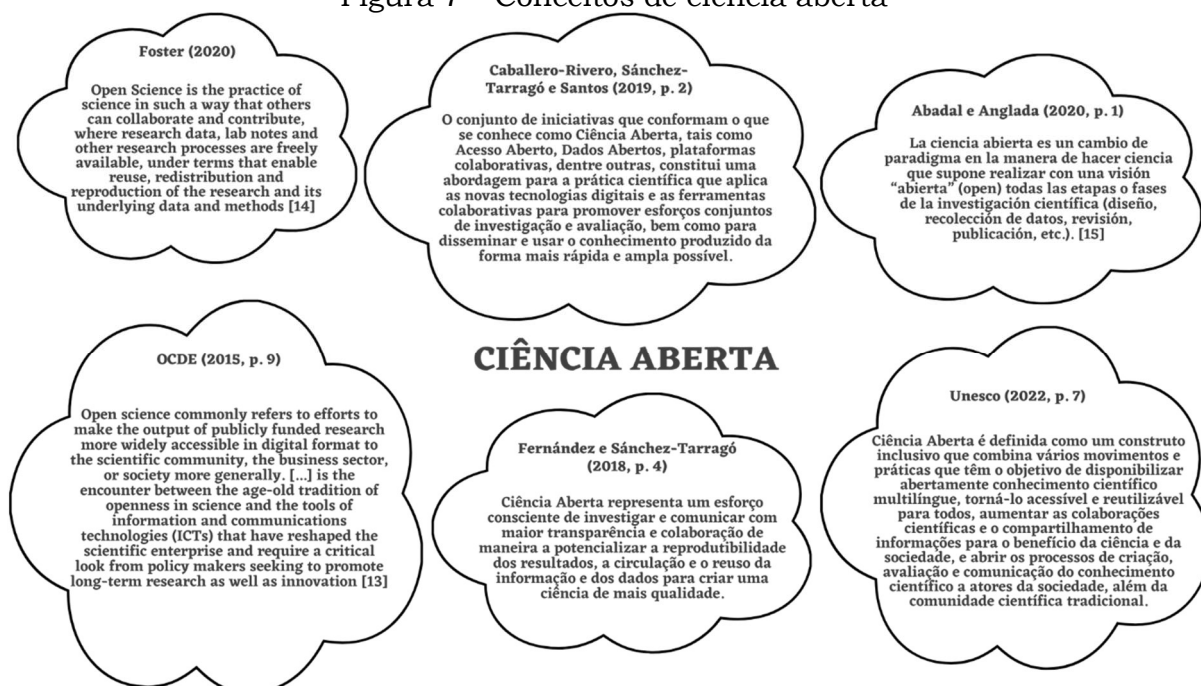 Figura 7 – Conceitos de ciência aberta
Foster (2020)
Open Science is the practice of
science in such a way that others
can collaborate and contribute,
where research data, lab notes and
other research processes are freely
available, under terms that enable
reuse, redistribution and
reproduction of the research and its
underlying data and methods [14]
Caballero-Rivero, Sánchez-
Tarragó e Santos (2019, p. 2)
O conjunto de iniciativas que conformam o que
se conhece como Ciência Aberta, tais como
Acesso Aberto, Dados Abertos, plataformas
colaborativas, dentre outras, constitui uma
abordagem para a prática científica que aplica
as novas tecnologias digitais e as ferramentas
colaborativas para promover esforços conjuntos
de investigação e avaliação, bem como para
disseminar e usar o conhecimento produzido da
forma mais rápida e ampla possível.
Abadal e Anglada (2020, p. 1)
La ciencia abierta es un cambio de
paradigma en la manera de hacer ciencia
que supone realizar con una visión
“abierta” (open) todas las etapas o fases
de la investigación científica (diseño,
recolección de datos, revisión,
publicación, etc.). [15]
OCDE (2015, p. 9)
Open science commonly refers to efforts to
make the output of publicly funded research
more widely accessible in digital format to
the scientific community, the business sector,
or society more generally. [...] is the
encounter between the age-old tradition of
openness in science and the tools of
information and communications
technologies (ICTs) that have reshaped the
scientific enterprise and require a critical
look from policy makers seeking to promote
long-term research as well as innovation [13]
CIÊNCIA ABERTA
Fernández e Sánchez-Tarragó
(2018, p. 4)
Ciência Aberta representa um esforço
consciente de investigar e comunicar com
maior transparência e colaboração de
maneira a potencializar a reprodutibilidade
dos resultados, a circulação e o reuso da
informação e dos dados para criar uma
ciência de mais qualidade.
Unesco (2022, p. 7)
Ciência Aberta é definida como um construto
inclusivo que combina vários movimentos e
práticas que têm o objetivo de disponibilizar
abertamente conhecimento científico
multilíngue, torná-lo acessível e reutilizável
para todos, aumentar as colaborações
científicas e o compartilhamento de
informações para o benefício da ciência e da
sociedade, e abrir os processos de criação,
avaliação e comunicação do conhecimento
científico a atores da sociedade, além da
comunidade científica tradicional.